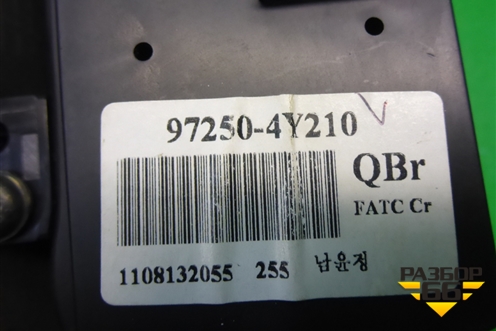 97250-4Y210
QBr
FATC Cr
1108132055 255 남윤정
РАЗБОР
66